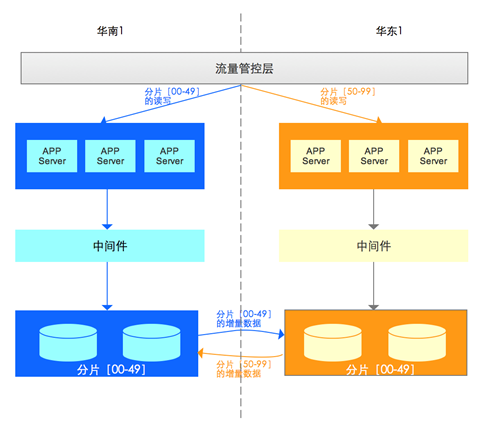 华南1
华东1
流量管控层
分片 [00-49]
的读写
分片 [50-99]
的读写
APP
Server
APP
Server
APP
Server
APP
Server
APP
Server
APP
Server
中间件
中间件
分片 [00-49]
的增量数据
分片 [50-99]
的增量数据
分片 [00-49]
分片 [00-49]